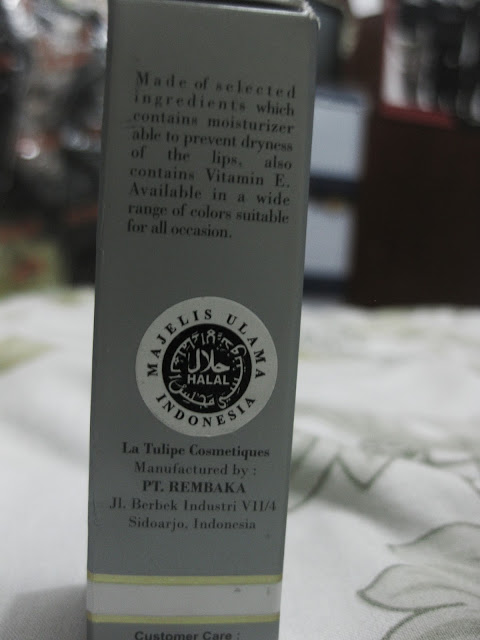 Made of selected
ingredients which
contains moisturizer
able to prevent dryness
of the lips, also
contains Vitamin E.
Available in a wide
range of colors suitable
for all occasion.
MAJELIS ULAMA
حلال
HALAL
INDONESIA
La Tulipe Cosmetiques
Manufactured by :
PT. REMBAKA
Jl. Berbek Industri VII/4
Sidoarjo, Indonesia
Customer Care :